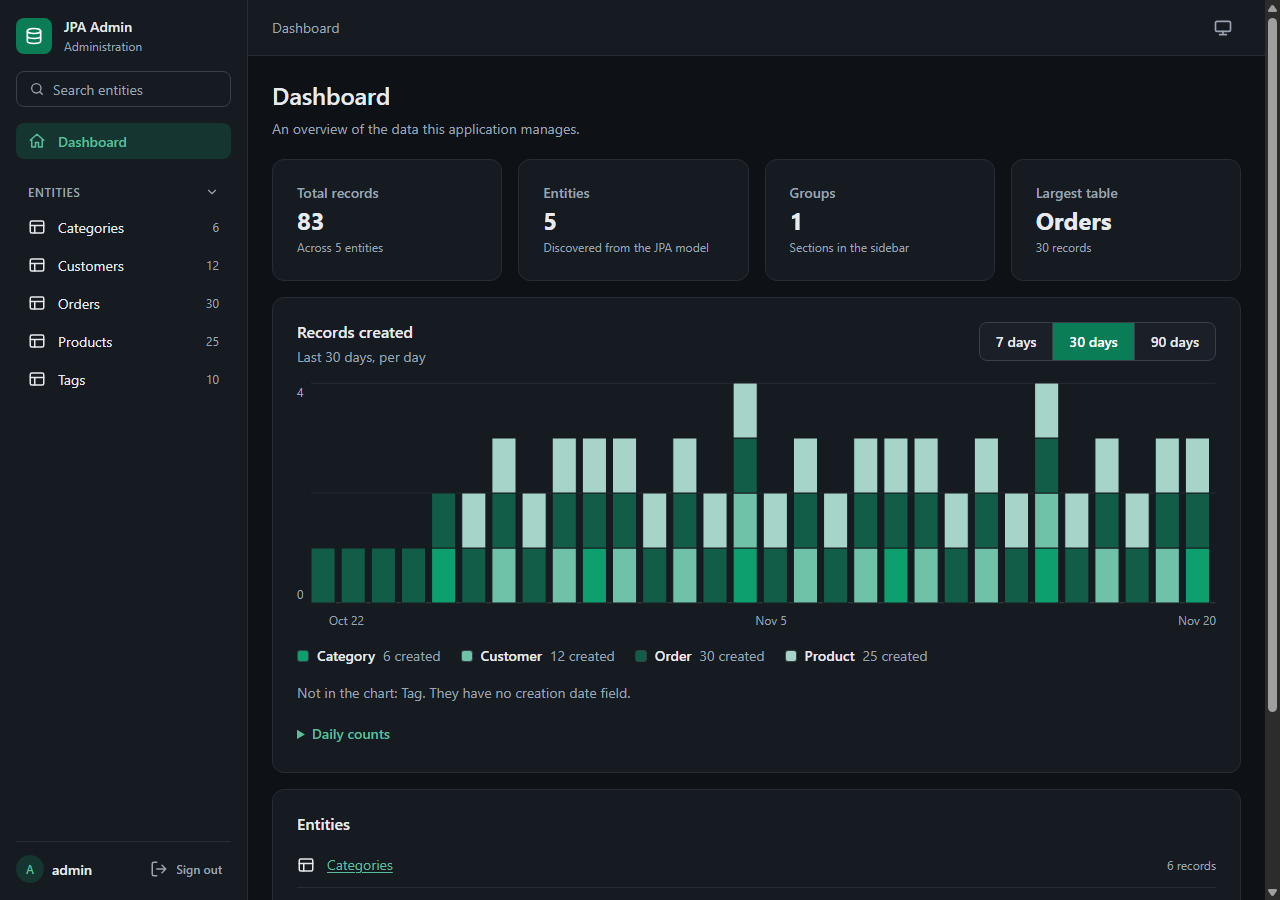 JPA Admin
Administration
Search entities
Dashboard
ENTITIES
Categories 6
Customers 12
Orders 30
Products 25
Tags 10
A admin Sign out
Dashboard
Dashboard
An overview of the data this application manages.
Total records
83
Across 5 entities
Entities
5
Discovered from the JPA model
Groups
1
Sections in the sidebar
Largest table
Orders
30 records
Records created
Last 30 days, per day
7 days 30 days 90 days
4
0
Oct 22 Nov 5 Nov 20
Category 6 created Customer 12 created Order 30 created Product 25 created
Not in the chart: Tag. They have no creation date field.
Daily counts
Entities
Categories 6 records